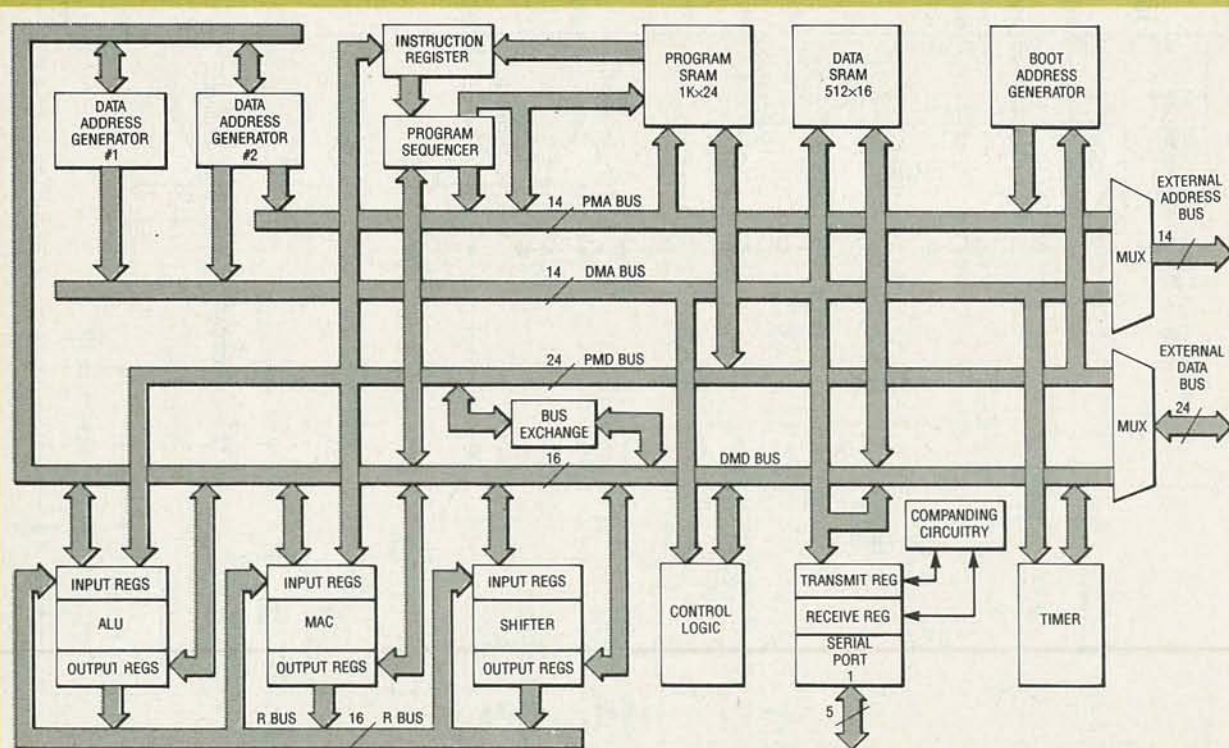 INSTRUCTION
REGISTER
PROGRAM
SRAM
1K×24
DATA
SRAM
512×16
BOOT
ADDRESS
GENERATOR
DATA
ADDRESS
GENERATOR
#1
DATA
ADDRESS
GENERATOR
#2
PROGRAM
SEQUENCER
14 PMA BUS
EXTERNAL
ADDRESS
BUS
14
MUX
14 DMA BUS
24 PMD BUS
EXTERNAL
DATA
BUS
24
MUX
BUS
EXCHANGE
16
DMD BUS
COMPANDING
CIRCUITRY
INPUT REGS
ALU
OUTPUT REGS
INPUT REGS
MAC
OUTPUT REGS
INPUT REGS
SHIFTER
OUTPUT REGS
CONTROL
LOGIC
TRANSMIT REG
RECEIVE REG
SERIAL
PORT
1
TIMER
5
R BUS 16 R BUS